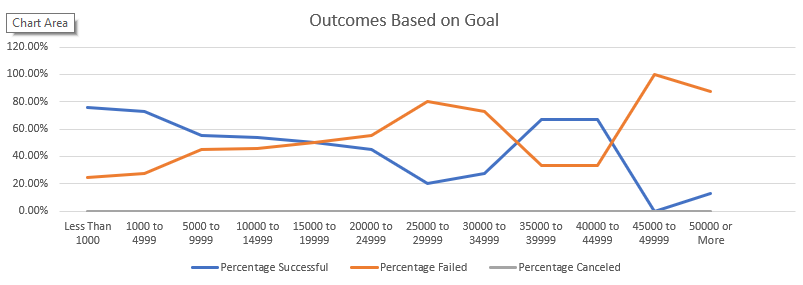 Chart Area
Outcomes Based on Goal
120.00%
100.00%
80.00%
60.00%
40.00%
20.00%
0.00%
Less Than 1000 to 5000 to 10000 to 15000 to 20000 to 25000 to 30000 to 35000 to 40000 to 45000 to 50000 or
1000 4999 9999 14999 19999 24999 29999 34999 39999 44999 49999 More
Percentage Successful Percentage Failed Percentage Canceled